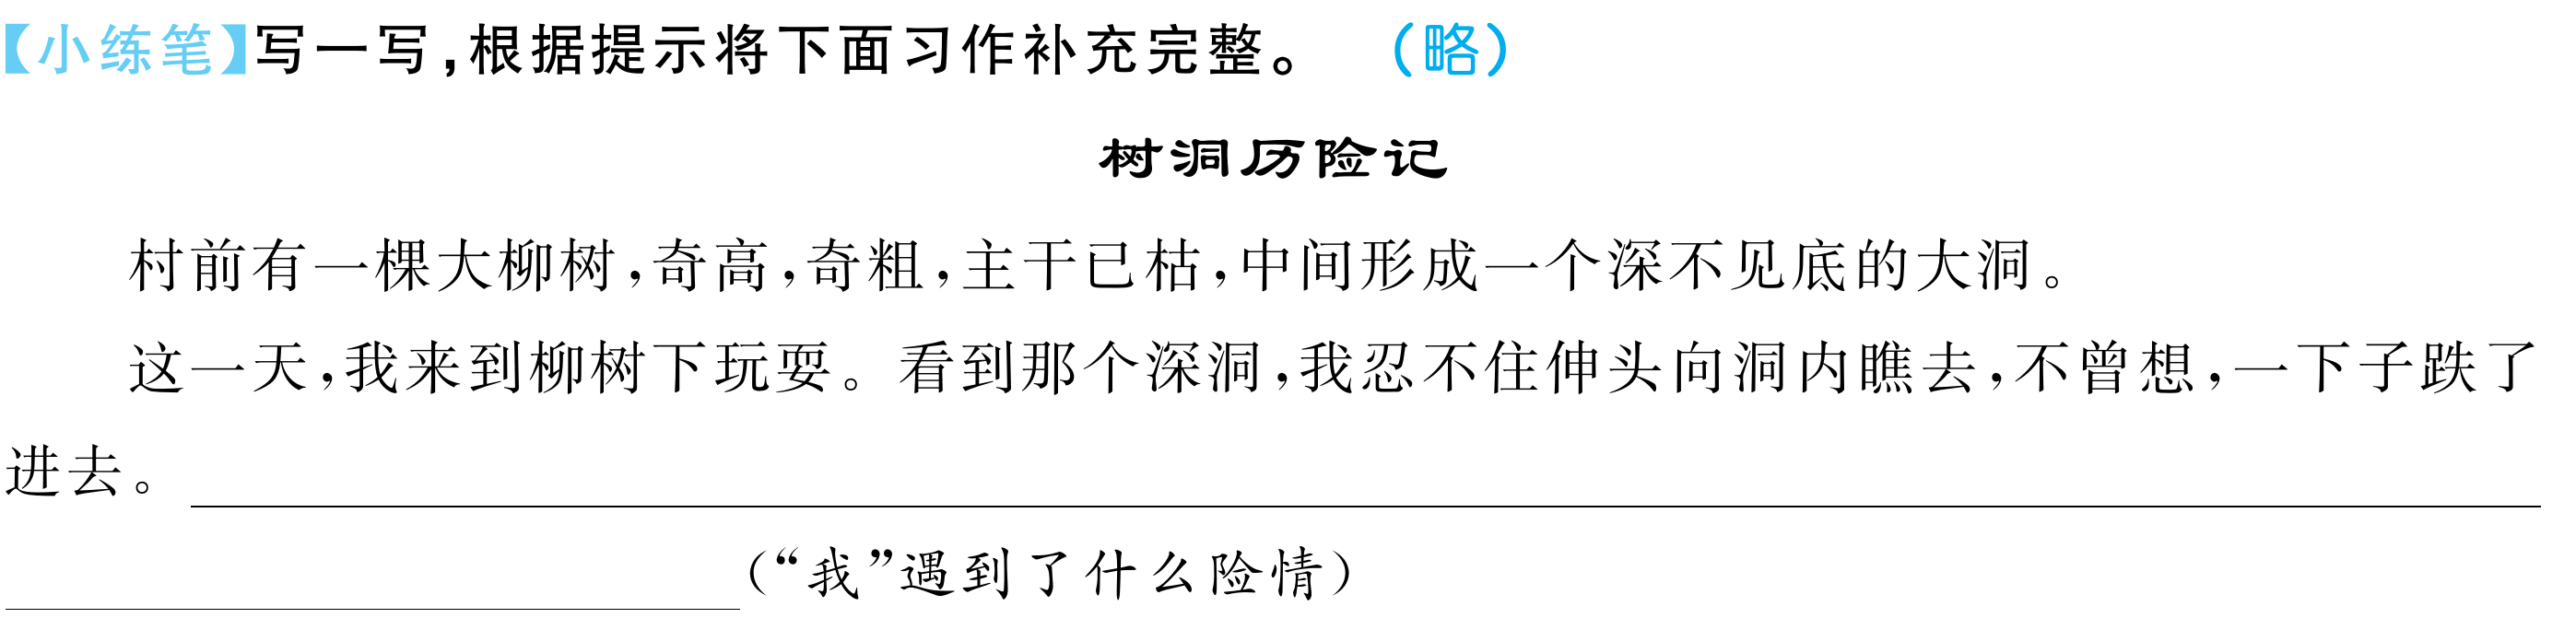 【小练笔】写一写,根据提示将下面习作补充完整。 (略)
树洞历险记
村前有一棵大柳树,奇高,奇粗,主干已枯,中间形成一个深不见底的大洞。
这一天,我来到柳树下玩耍。看到那个深洞,我忍不住伸头向洞内瞧去,不曾想,一下子跌了
进去。
(“我”遇到了什么险情)